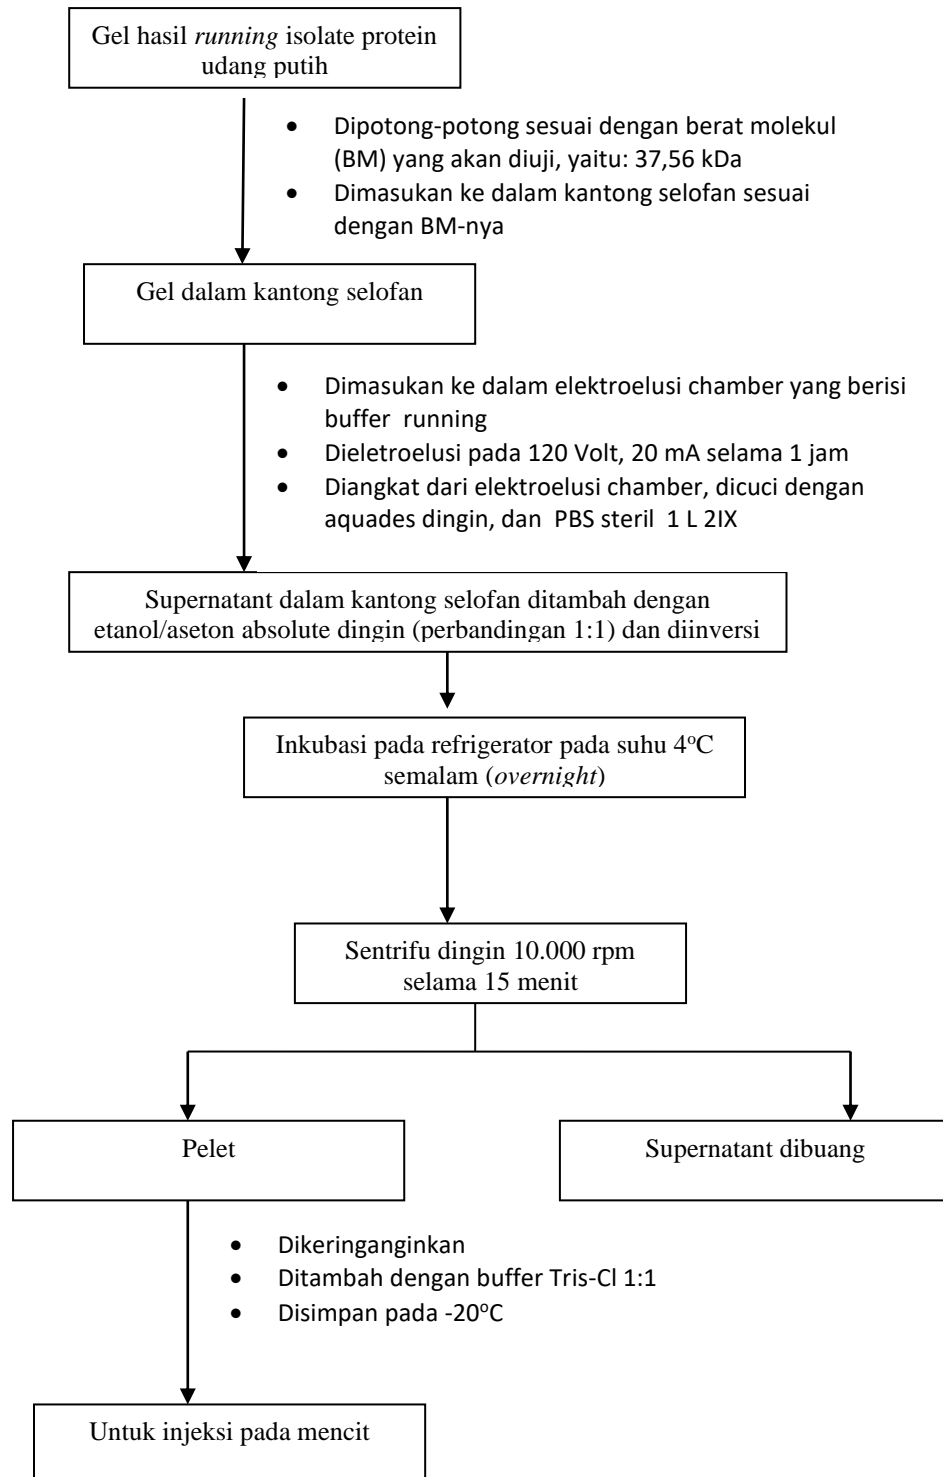 Gel hasil running isolate protein
udang putih
• Dipotong-potong sesuai dengan berat molekul
(BM) yang akan diuji, yaitu: 37,56 kDa
• Dimasukan ke dalam kantong selofan sesuai
dengan BM-nya
Gel dalam kantong selofan
• Dimasukan ke dalam elektroelusi chamber yang berisi
buffer running
• Dieletroelusi pada 120 Volt, 20 mA selama 1 jam
• Diangkat dari elektroelusi chamber, dicuci dengan
aquades dingin, dan PBS steril 1 L 2IX
Supernatant dalam kantong selofan ditambah dengan
etanol/aseton absolute dingin (perbandingan 1:1) dan diinversi
Inkubasi pada refrigerator pada suhu 4°C
semalam (overnight)
Sentrifu dingin 10.000 rpm
selama 15 menit
Pelet
Supernatant dibuang
• Dikeringanginkan
• Ditambah dengan buffer Tris-Cl 1:1
• Disimpan pada -20°C
Untuk injeksi pada mencit